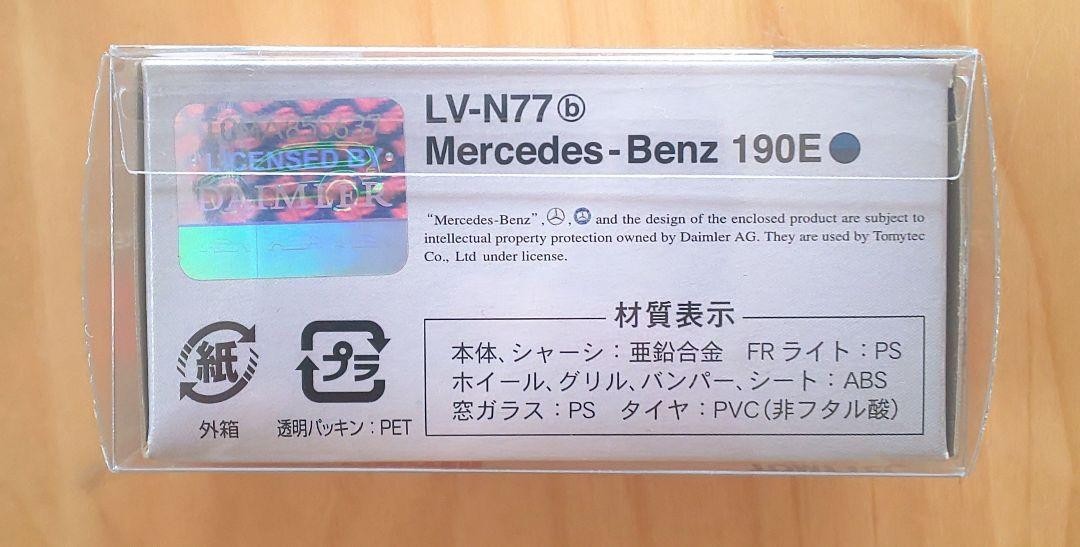 LV-N77ⓑ
Mercedes-Benz 190E
LICENSED BY
DAIMLER
"Mercedes-Benz", , and the design of the enclosed product are subject to
intellectual property protection owned by Daimler AG. They are used by Tomytec
Co., Ltd under license.
材質表示
本体、シャーシ：亜鉛合金 FRライト：PS
ホイール、グリル、バンパー、シート：ABS
窓ガラス：PS タイヤ：PVC（非フタル酸）
紙
外箱
プラ
透明パッキン：PET